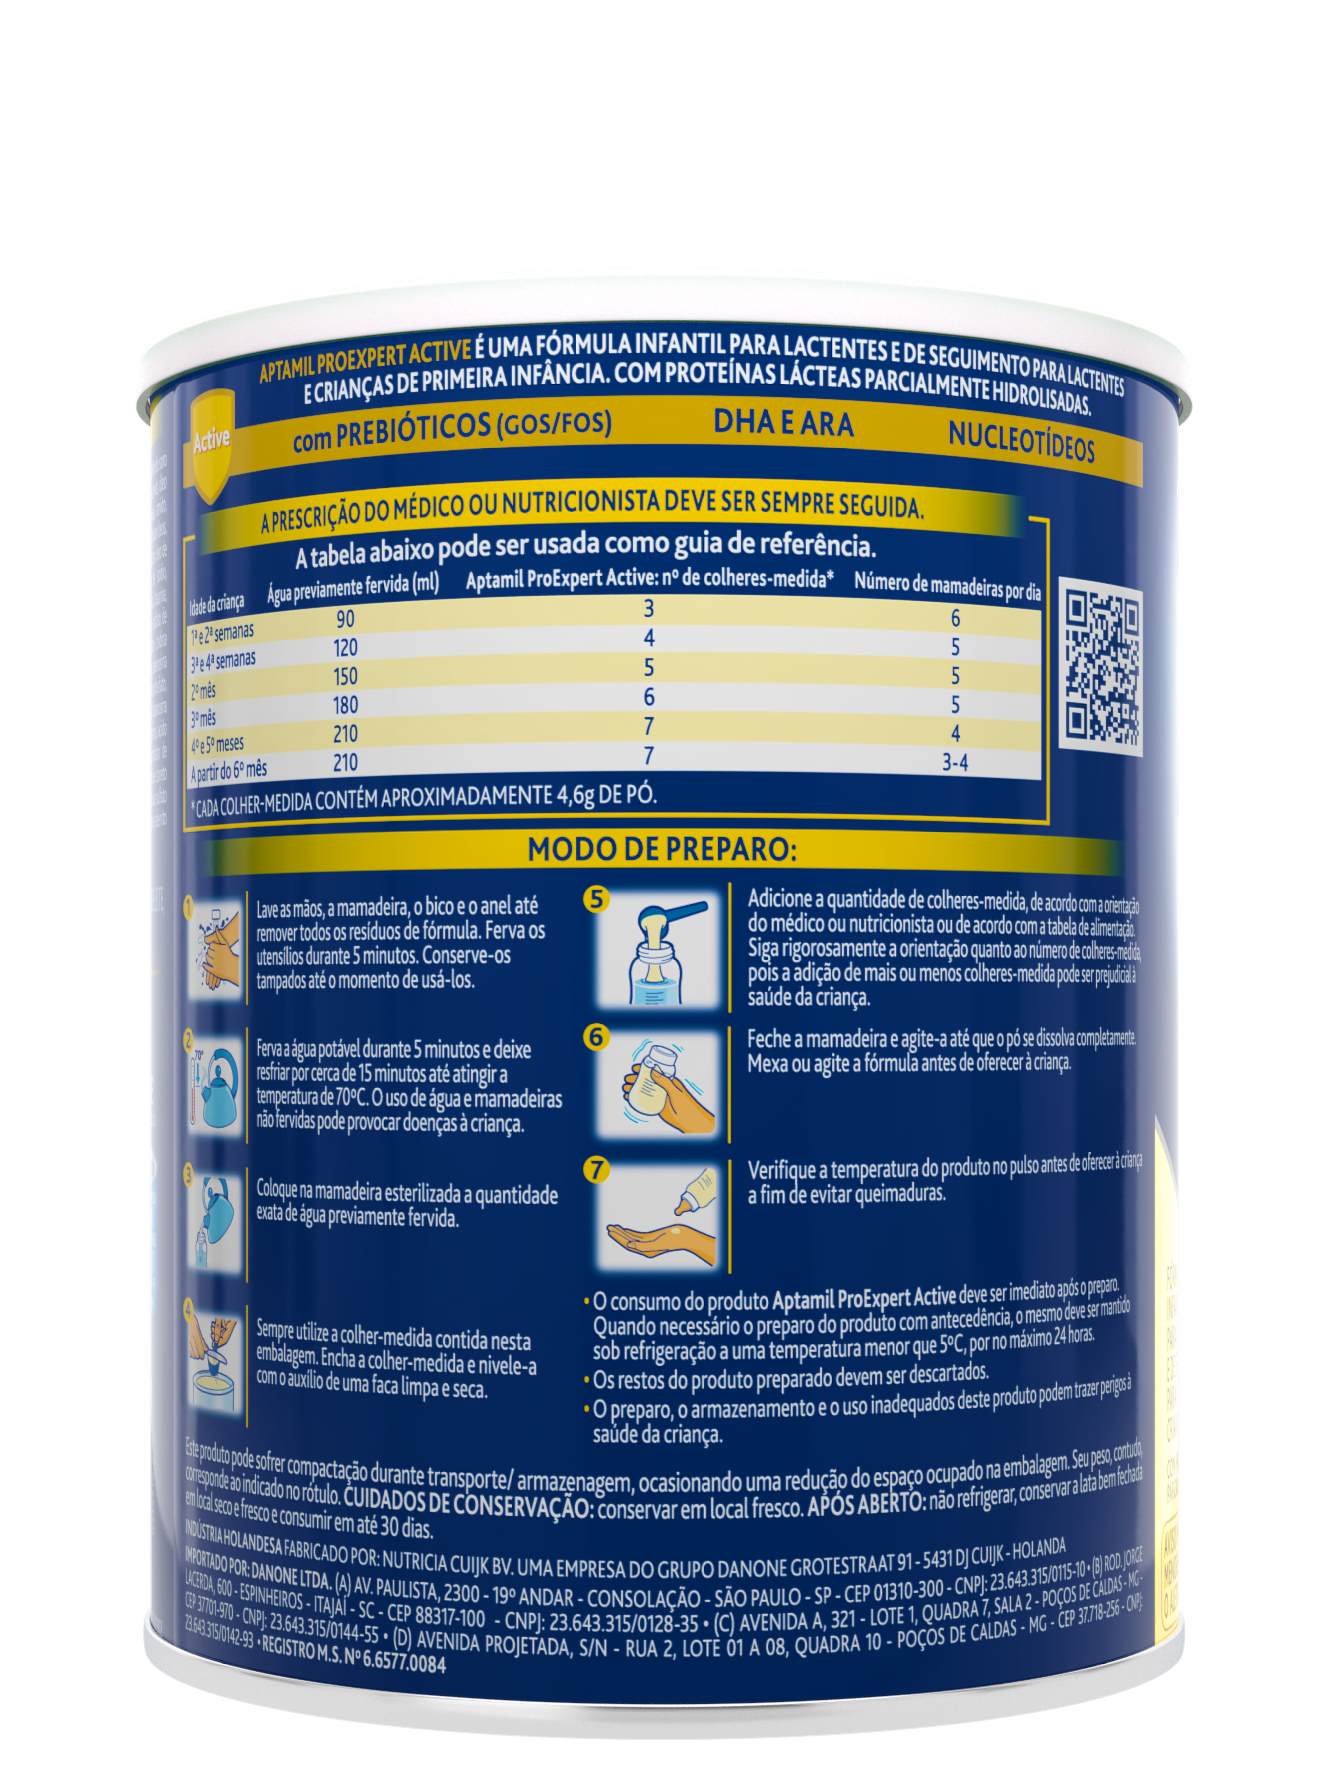 APTAMIL PROEXPERT ACTIVE É UMA FÓRMULA INFANTIL PARA LACTENTES E DE SEGUIMENTO PARA LACTENTES
E CRIANÇAS DE PRIMEIRA INFÂNCIA. COM PROTEÍNAS LÁCTEAS PARCIALMENTE HIDROLISADAS.
Active
com PREBIÓTICOS (GOS/FOS) DHA E ARA NUCLEOTÍDEOS
A PRESCRIÇÃO DO MÉDICO OU NUTRICIONISTA DEVE SER SEMPRE SEGUIDA.
A tabela abaixo pode ser usada como guia de referência.
Idade da criança Água previamente fervida (ml) Aptamil ProExpert Active: nº de colheres-medida* Número de mamadeiras por dia
1ª e 2ª semanas 90 3 6
3ª e 4ª semanas 120 4 5
2º mês 150 5 5
3º mês 180 6 5
4º e 5º meses 210 7 4
A partir do 6º mês 210 7 3-4
* CADA COLHER-MEDIDA CONTÉM APROXIMADAMENTE 4,6g DE PÓ.
MODO DE PREPARO:
1
Lave as mãos, a mamadeira, o bico e o anel até
remover todos os resíduos de fórmula. Ferva os
utensílios durante 5 minutos. Conserve-os
tampados até o momento de usá-los.
2
70º
Ferva a água potável durante 5 minutos e deixe
resfriar por cerca de 15 minutos até atingir a
temperatura de 70ºC. O uso de água e mamadeiras
não fervidas pode provocar doenças à criança.
3
Coloque na mamadeira esterilizada a quantidade
exata de água previamente fervida.
4
Sempre utilize a colher-medida contida nesta
embalagem. Encha a colher-medida e nivele-a
com o auxílio de uma faca limpa e seca.
5
Adicione a quantidade de colheres-medida, de acordo com a orientação
do médico ou nutricionista ou de acordo com a tabela de alimentação.
Siga rigorosamente a orientação quanto ao número de colheres-medida,
pois a adição de mais ou menos colheres-medida pode ser prejudicial à
saúde da criança.
6
Feche a mamadeira e agite-a até que o pó se dissolva completamente.
Mexa ou agite a fórmula antes de oferecer à criança.
7
Verifique a temperatura do produto no pulso antes de oferecer à criança
a fim de evitar queimaduras.
• O consumo do produto Aptamil ProExpert Active deve ser imediato após o preparo.
Quando necessário o preparo do produto com antecedência, o mesmo deve ser mantido
sob refrigeração a uma temperatura menor que 5ºC, por no máximo 24 horas.
• Os restos do produto preparado devem ser descartados.
• O preparo, o armazenamento e o uso inadequados deste produto podem trazer perigos à
saúde da criança.
Este produto pode sofrer compactação durante transporte/ armazenagem, ocasionando uma redução do espaço ocupado na embalagem. Seu peso, contudo,
corresponde ao indicado no rótulo. CUIDADOS DE CONSERVAÇÃO: conservar em local fresco. APÓS ABERTO: não refrigerar, conservar a lata bem fechada
em local seco e fresco e consumir em até 30 dias.
INDÚSTRIA HOLANDESA FABRICADO POR: NUTRICIA CUIJK BV. UMA EMPRESA DO GRUPO DANONE GROTESTRAAT 91 - 5431 DJ CUIJK - HOLANDA
IMPORTADO POR: DANONE LTDA. (A) AV. PAULISTA, 2300 - 19º ANDAR - CONSOLAÇÃO - SÃO PAULO - SP - CEP 01310-300 - CNPJ: 23.643.315/0115-10 • (B) ROD. JORGE
LACERDA, 600 - ESPINHEIROS - ITAJAÍ - SC - CEP 88317-100 - CNPJ: 23.643.315/0128-35 • (C) AVENIDA A, 321 - LOTE 1, QUADRA 7, SALA 2 - POÇOS DE CALDAS - MG -
CEP 37701-970 - CNPJ: 23.643.315/0144-55 • (D) AVENIDA PROJETADA, S/N - RUA 2, LOTE 01 A 08, QUADRA 10 - POÇOS DE CALDAS - MG - CEP 37.718-256 - CNPJ:
23.643.315/0142-93 • REGISTRO M.S. Nº 6.6577.0084